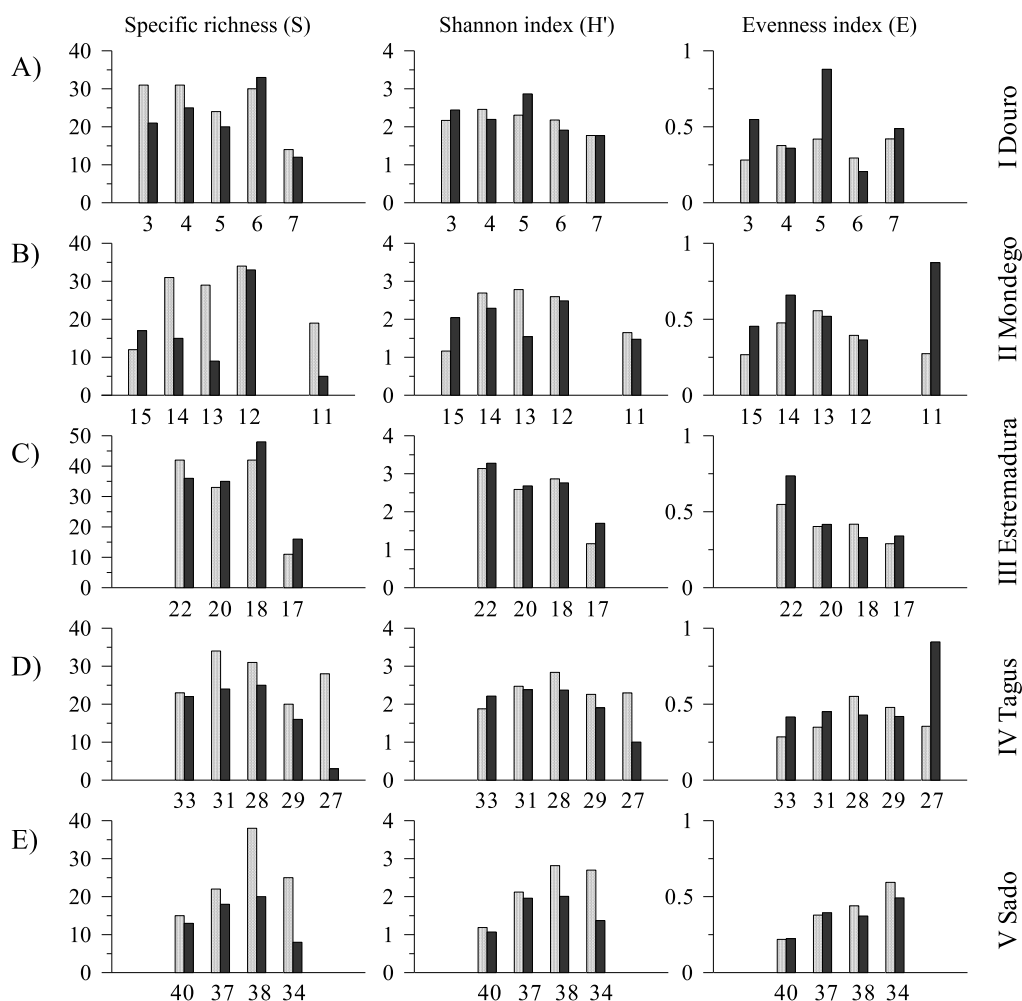 Specific richness (S) Shannon index (H') Evenness index (E)
A)
40 30 20 10 0
3 4 5 6 7
4 3 2 1 0
3 4 5 6 7
1 0.5 0
3 4 5 6 7
I Douro
B)
40 30 20 10 0
15 14 13 12 11
4 3 2 1 0
15 14 13 12 11
1 0.5 0
15 14 13 12 11
II Mondego
C)
50 40 30 20 10 0
22 20 18 17
4 3 2 1 0
22 20 18 17
1 0.5 0
22 20 18 17
III Estremadura
D)
40 30 20 10 0
33 31 28 29 27
4 3 2 1 0
33 31 28 29 27
1 0.5 0
33 31 28 29 27
IV Tagus
E)
40 30 20 10 0
40 37 38 34
4 3 2 1 0
40 37 38 34
1 0.5 0
40 37 38 34
V Sado